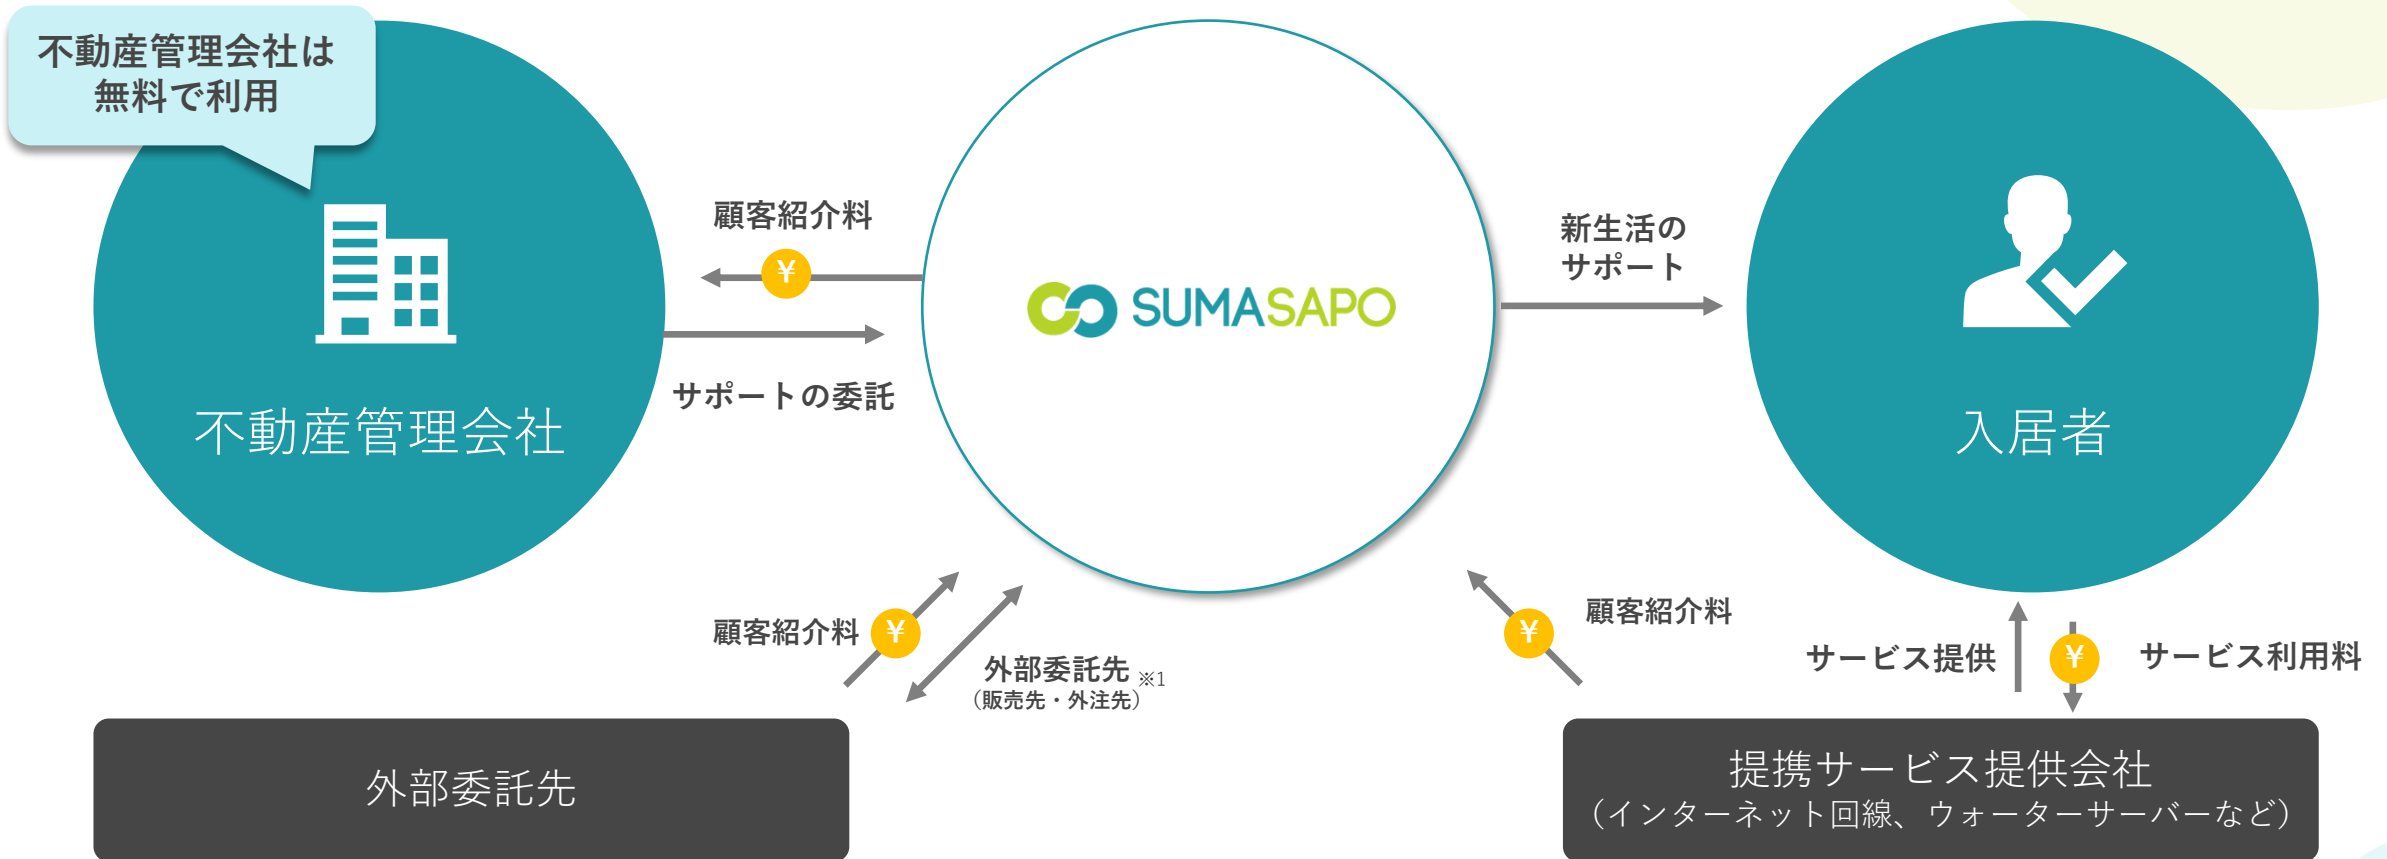 不動産管理会社は
無料で利用
不動産管理会社
顧客紹介料
¥
サポートの委託
SUMASAPO
新生活の
サポート
入居者
顧客紹介料
¥
外部委託先 ※1
（販売先・外注先）
¥
顧客紹介料
サービス提供
¥
サービス利用料
外部委託先
提携サービス提供会社
（インターネット回線、ウォーターサーバーなど）